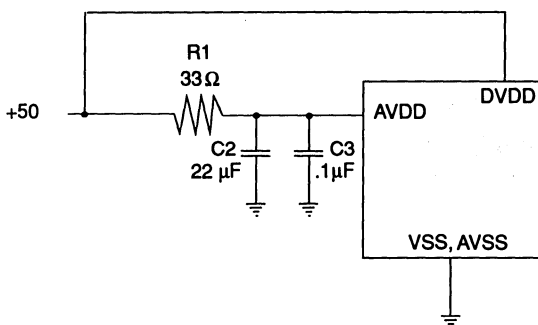 R1
33Ω
+50
AVDD
DVDD
C2
22 µF
C3
.1µF
VSS, AVSS